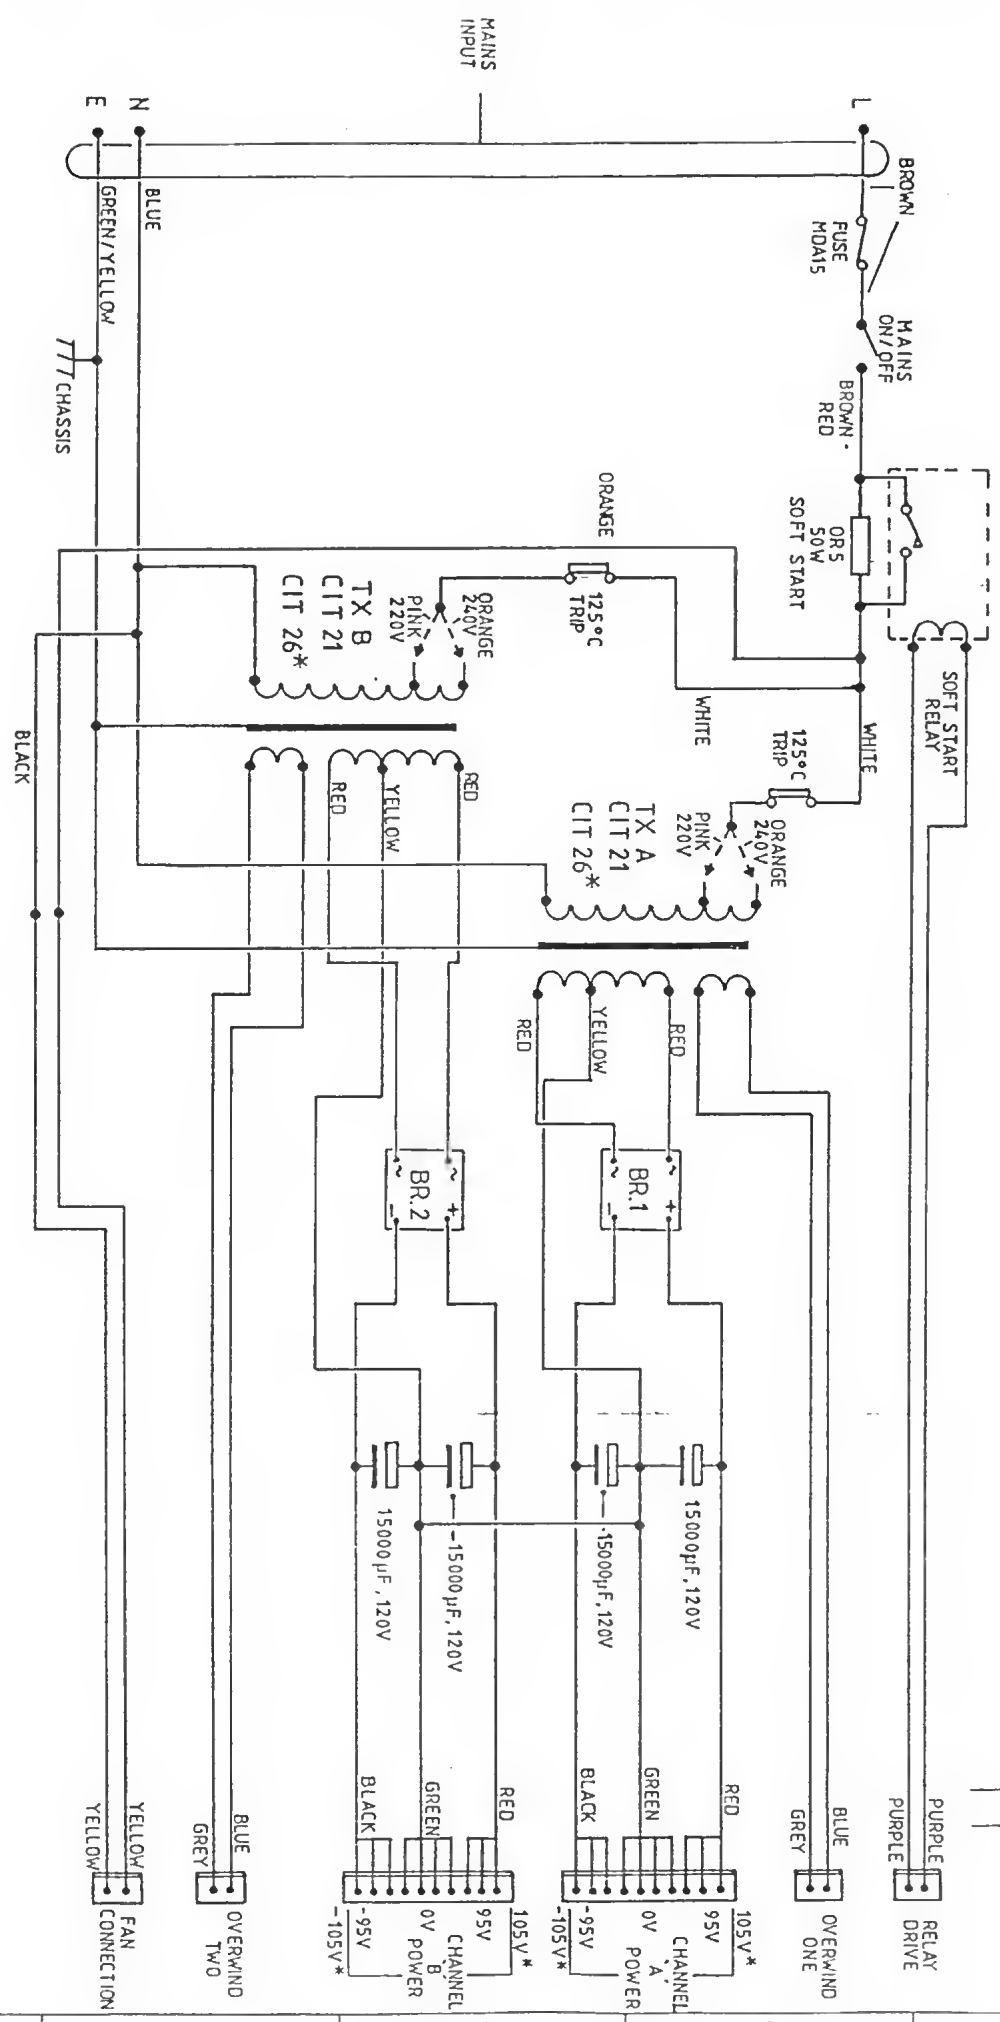 MAINS
INPUT
L
N
E
BROWN
FUSE
MDA15
MAINS
ON/OFF
BROWN -
RED
BLUE
GREEN/YELLOW
CHASSIS
0R5
50W
SOFT START
SOFT START
RELAY
ORANGE
125°C
TRIP
WHITE
WHITE
125°C
TRIP
ORANGE
240V
PINK
220V
TX B
CIT 21
CIT 26*
ORANGE
240V
PINK
220V
TX A
CIT 21
CIT 26*
BLACK
RED
YELLOW
RED
RED
YELLOW
RED
~ +
BR.1
~ -
~ +
BR.2
~ -
15000µF, 120V
15000µF, 120V
15000µF, 120V
15000µF, 120V
PURPLE
PURPLE
RELAY
DRIVE
BLUE
GREY
OVERWIND
ONE
RED
GREEN
BLACK
105V*
95V
0V
-95V
-105V*
CHANNEL
'A'
POWER
RED
GREEN
BLACK
105V*
95V
0V
-95V
-105V*
CHANNEL
'B'
POWER
BLUE
GREY
OVERWIND
TWO
YELLOW
YELLOW
FAN
CONNECTION